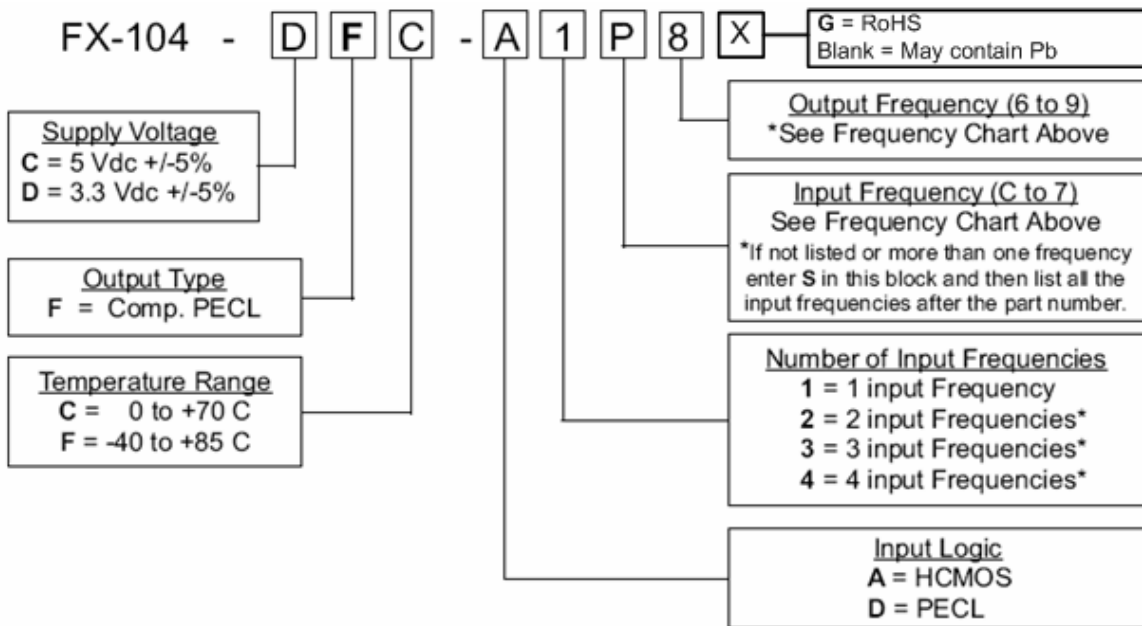 FX-104 - D F C - A 1 P 8 X
G = RoHS
Blank = May contain Pb
Output Frequency (6 to 9)
*See Frequency Chart Above
Supply Voltage
C = 5 Vdc +/-5%
D = 3.3 Vdc +/-5%
Input Frequency (C to 7)
See Frequency Chart Above
*If not listed or more than one frequency
enter S in this block and then list all the
input frequencies after the part number.
Output Type
F = Comp. PECL
Temperature Range
C = 0 to +70 C
F = -40 to +85 C
Number of Input Frequencies
1 = 1 input Frequency
2 = 2 input Frequencies*
3 = 3 input Frequencies*
4 = 4 input Frequencies*
Input Logic
A = HCMOS
D = PECL